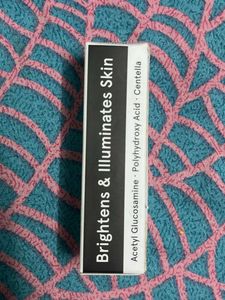 Brightens & Illuminates Skin
Acetyl Glucosamine · Polyhydroxy Acid · Centella